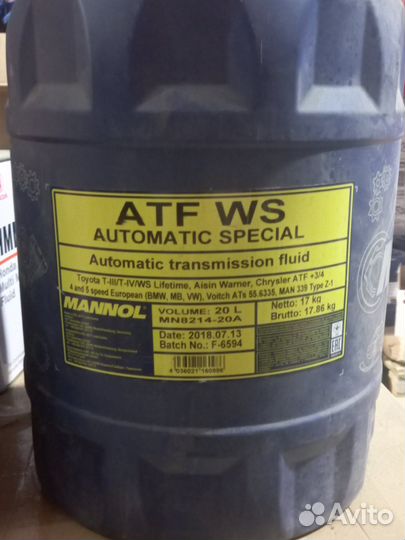 ATF WS
AUTOMATIC SPECIAL
Automatic transmission fluid
Toyota T-III/T-IV/WS Lifetime, Aisin Warner, Chrysler ATF +3/4
4 and 5 speed European (BMW, MB, VW), Voitch ATs 55.6335, MAN 339 Type Z-1
MANNOL
VOLUME: 20 L
MN8214-20A
Netto: 17 kg
Brutto: 17.86 kg
Date: 2018.07.13
Batch No.: F-6594
EAC
Fluid
Avito